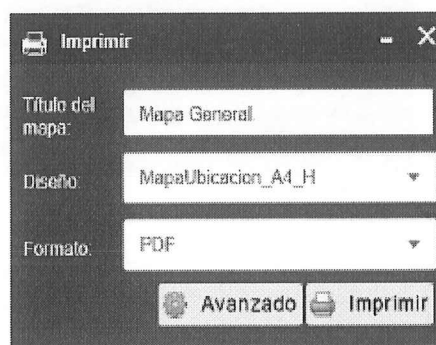 Imprimir
Título del
mapa:
Mapa General
Diseño:
MapaUbicacion_A4_H
Formato:
PDF
Avanzado
Imprimir